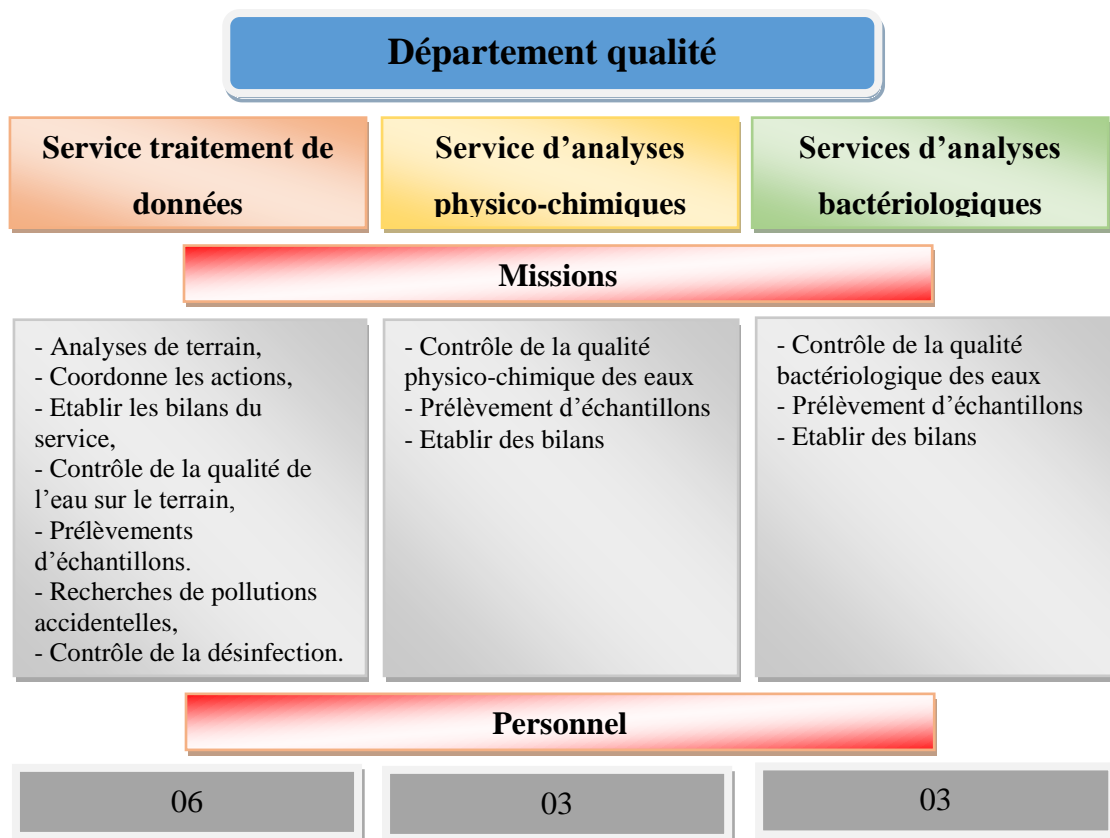 Département qualité
Service traitement de
données
Service d’analyses
physico-chimiques
Services d’analyses
bactériologiques
Missions
- Analyses de terrain,
- Coordonne les actions,
- Etablir les bilans du
service,
- Contrôle de la qualité de
l’eau sur le terrain,
- Prélèvements
d’échantillons.
- Recherches de pollutions
accidentelles,
- Contrôle de la désinfection.
- Contrôle de la qualité
physico-chimique des eaux
- Prélèvement d’échantillons
- Etablir des bilans
- Contrôle de la qualité
bactériologique des eaux
- Prélèvement d’échantillons
- Etablir des bilans
Personnel
06
03
03